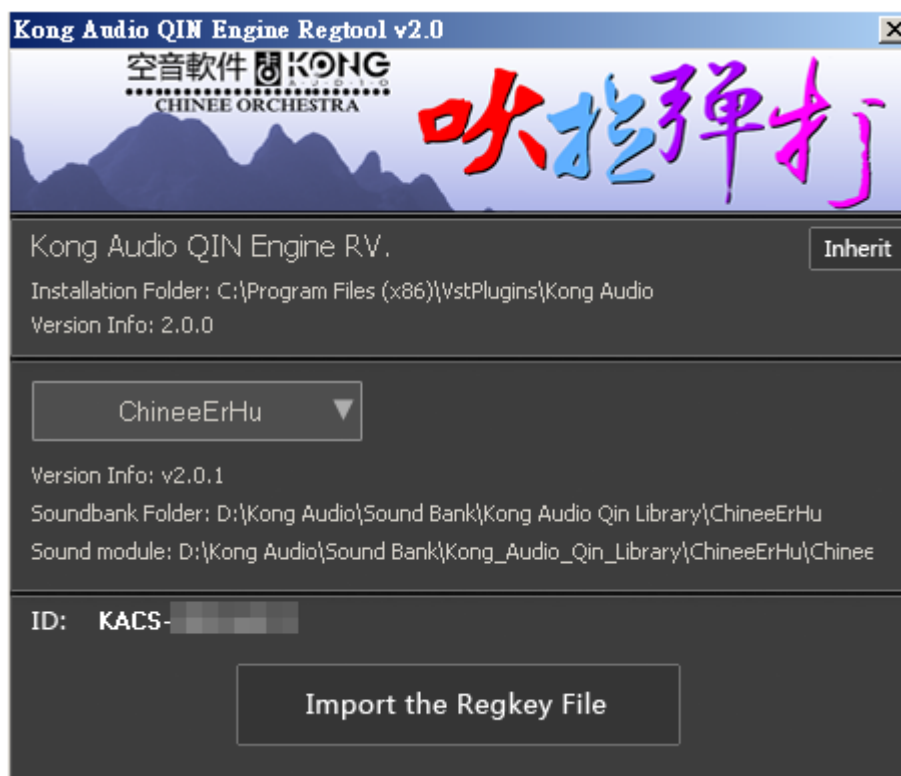 Kong Audio QIN Engine Regtool v2.0
空音軟件 KONG
A·U·D·I·O
CHINEE ORCHESTRA
吹拉弹打
Kong Audio QIN Engine RV.
Inherit
Installation Folder: C:\Program Files (x86)\VstPlugins\Kong Audio
Version Info: 2.0.0
ChineeErHu
Version Info: v2.0.1
Soundbank Folder: D:\Kong Audio\Sound Bank\Kong Audio Qin Library\ChineeErHu
Sound module: D:\Kong Audio\Sound Bank\Kong_Audio_Qin_Library\ChineeErHu\Chinee
ID: KACS-
Import the Regkey File